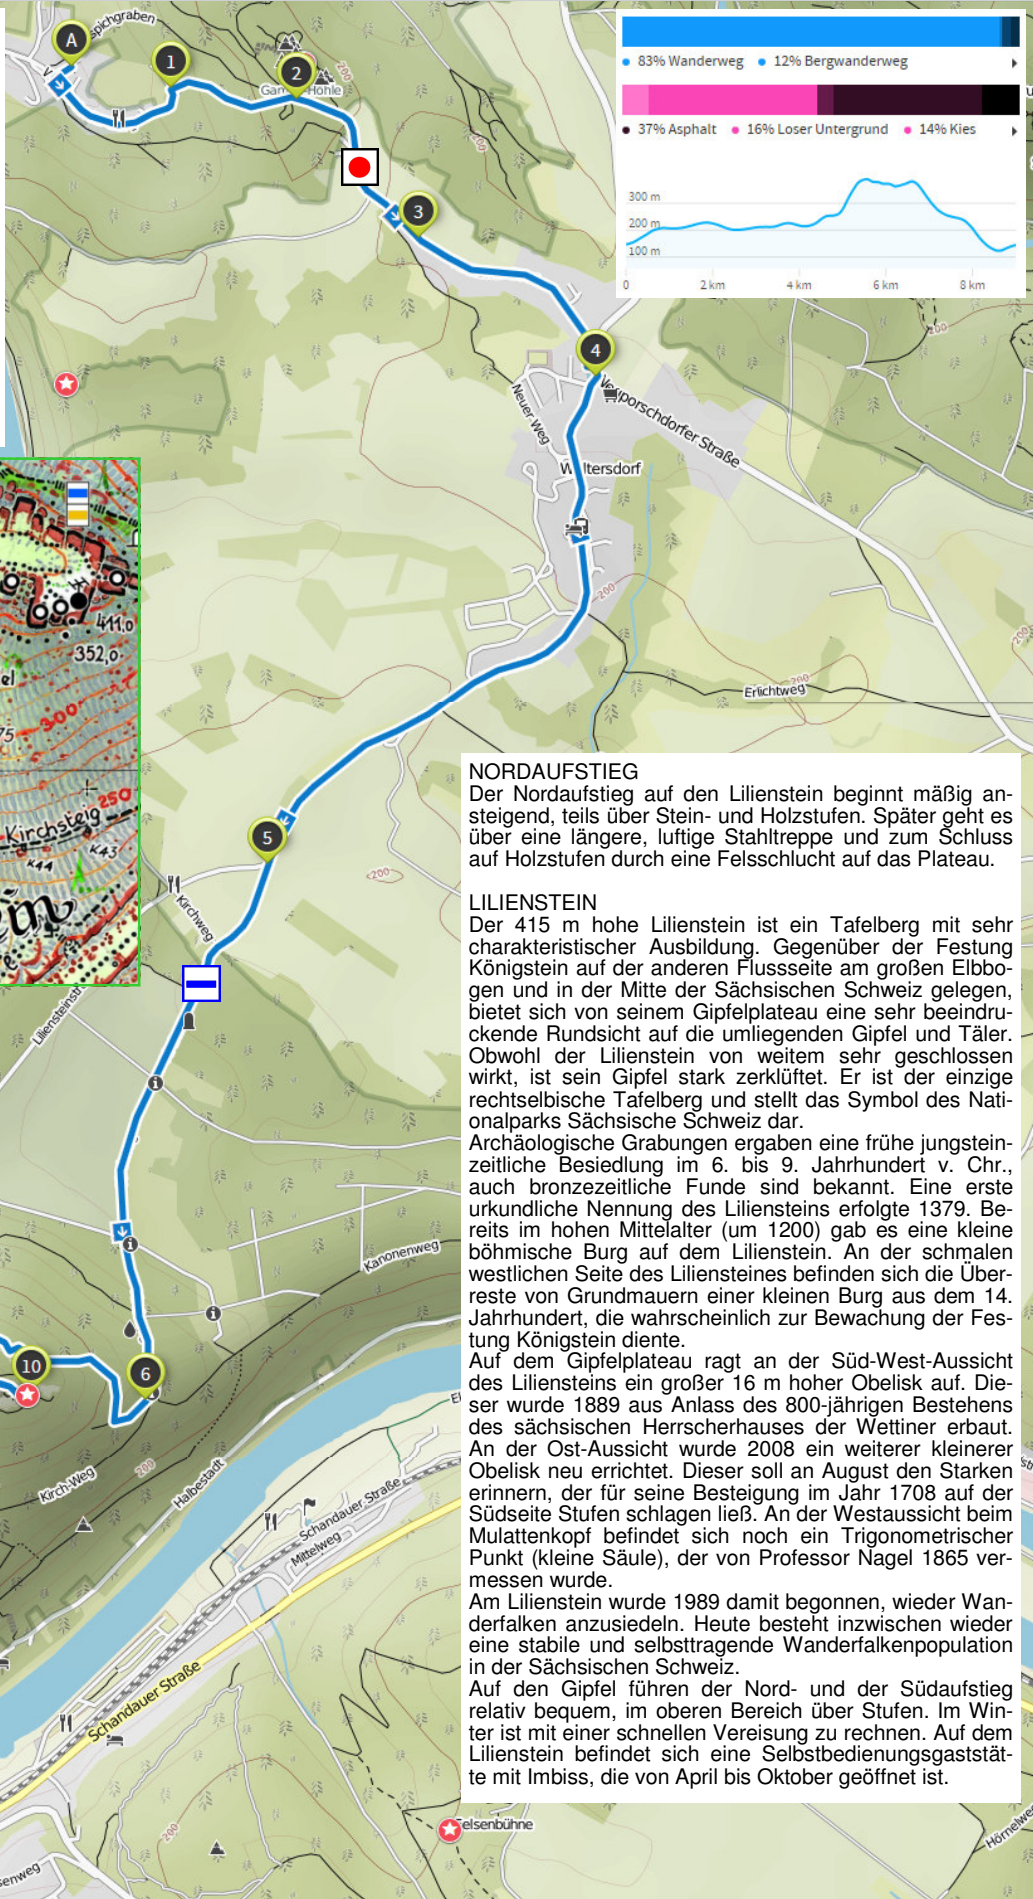 spichgraben
A
1
2
200
Höhle
200
200
3
83% Wanderweg
12% Bergwanderweg
37% Asphalt
16% Loser Untergrund
14% Kies
300 m
200 m
100 m
0
2 km
4 km
6 km
8 km
200
4
Neuer Weg
Porschdorfer Straße
Waltersdorf
200
200
Erlichtweg
200
411,0
352,0
el
300
75
250
Kirchsteig
K44
K43
5
200
Kirchweg
Liliensteinstr.
Kanonenweg
10
6
Kirch-Weg
200
Halbestadt
Schandauer Straße
Mittelweg
Schandauer Straße
200
Felsenbühne
senweg
NORDAUFSTIEG
Der Nordaufstieg auf den Lilienstein beginnt mäßig an-
steigend, teils über Stein- und Holzstufen. Später geht es
über eine längere, luftige Stahltreppe und zum Schluss
auf Holzstufen durch eine Felsschlucht auf das Plateau.
LILIENSTEIN
Der 415 m hohe Lilienstein ist ein Tafelberg mit sehr
charakteristischer Ausbildung. Gegenüber der Festung
Königstein auf der anderen Flussseite am großen Elbbo-
gen und in der Mitte der Sächsischen Schweiz gelegen,
bietet sich von seinem Gipfelplateau eine sehr beeindru-
ckende Rundsicht auf die umliegenden Gipfel und Täler.
Obwohl der Lilienstein von weitem sehr geschlossen
wirkt, ist sein Gipfel stark zerklüftet. Er ist der einzige
rechtselbische Tafelberg und stellt das Symbol des Nati-
onalparks Sächsische Schweiz dar.
Archäologische Grabungen ergaben eine frühe jungstein-
zeitliche Besiedlung im 6. bis 9. Jahrhundert v. Chr.,
auch bronzezeitliche Funde sind bekannt. Eine erste
urkundliche Nennung des Liliensteins erfolgte 1379. Be-
reits im hohen Mittelalter (um 1200) gab es eine kleine
böhmische Burg auf dem Lilienstein. An der schmalen
westlichen Seite des Liliensteines befinden sich die Über-
reste von Grundmauern einer kleinen Burg aus dem 14.
Jahrhundert, die wahrscheinlich zur Bewachung der Fes-
tung Königstein diente.
Auf dem Gipfelplateau ragt an der Süd-West-Aussicht
des Liliensteins ein großer 16 m hoher Obelisk auf. Die-
ser wurde 1889 aus Anlass des 800-jährigen Bestehens
des sächsischen Herrscherhauses der Wettiner erbaut.
An der Ost-Aussicht wurde 2008 ein weiterer kleinerer
Obelisk neu errichtet. Dieser soll an August den Starken
erinnern, der für seine Besteigung im Jahr 1708 auf der
Südseite Stufen schlagen ließ. An der Westaussicht beim
Mulattenkopf befindet sich noch ein Trigonometrischer
Punkt (kleine Säule), der von Professor Nagel 1865 ver-
messen wurde.
Am Lilienstein wurde 1989 damit begonnen, wieder Wan-
derfalken anzusiedeln. Heute besteht inzwischen wieder
eine stabile und selbsttragende Wanderfalkenpopulation
in der Sächsischen Schweiz.
Auf den Gipfel führen der Nord- und der Südaufstieg
relativ bequem, im oberen Bereich über Stufen. Im Win-
ter ist mit einer schnellen Vereisung zu rechnen. Auf dem
Lilienstein befindet sich eine Selbstbedienungsgaststät-
te mit Imbiss, die von April bis Oktober geöffnet ist.